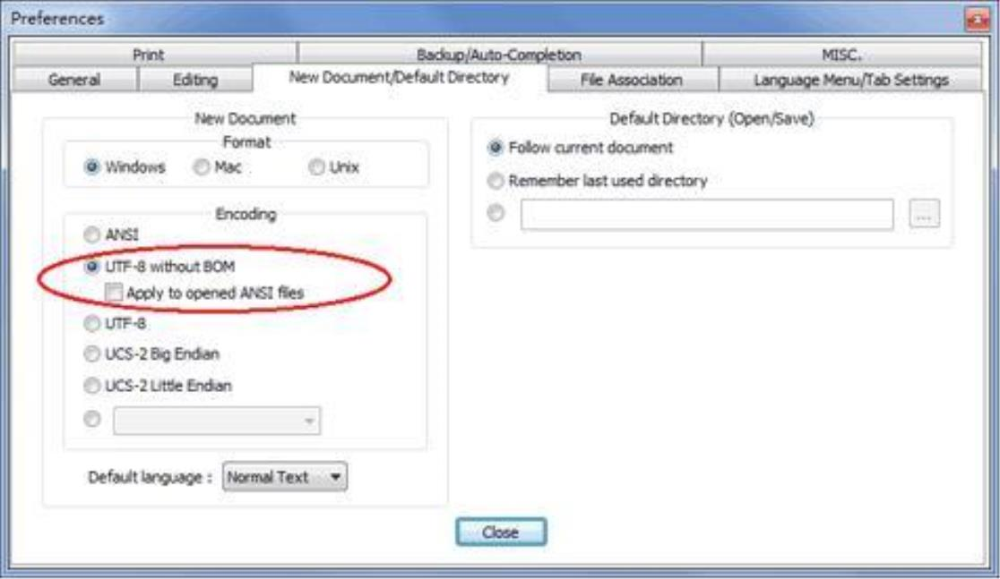 Preferences
Print Backup/Auto-Completion MISC.
General Editing New Document/Default Directory File Association Language Menu/Tab Settings
New Document
Format
Windows Mac Unix
Encoding
ANSI
UTF-8 without BOM
Apply to opened ANSI files
UTF-8
UCS-2 Big Endian
UCS-2 Little Endian
Default language : Normal Text
Default Directory (Open/Save)
Follow current document
Remember last used directory
...
Close